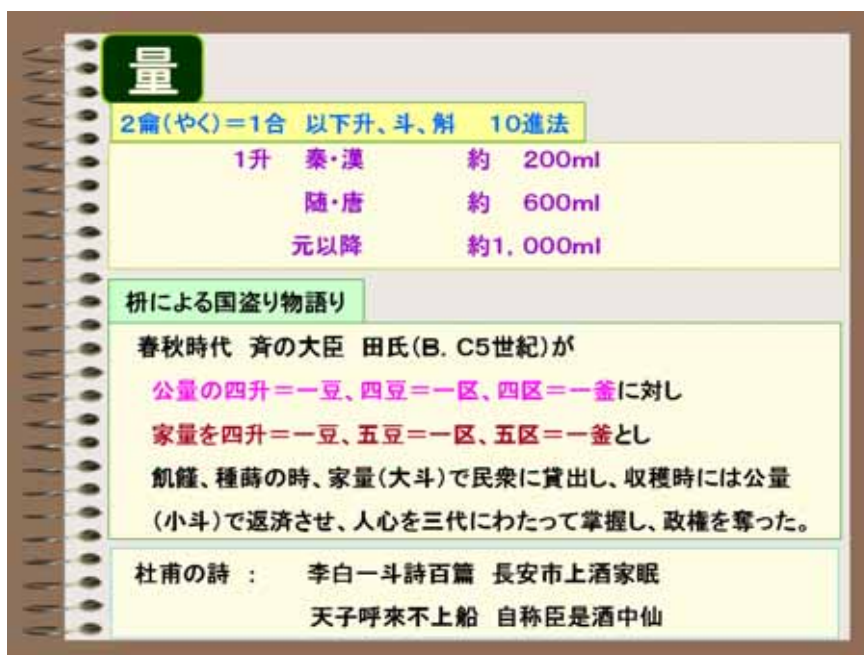 量
2龠(やく)＝1合 以下升、斗、斛 10進法
1升 秦・漢 約 200ml
随・唐 約 600ml
元以降 約1,000ml
枡による国盗り物語り
春秋時代 斉の大臣 田氏(B.C5世紀)が
公量の四升＝一豆、四豆＝一区、四区＝一釜に対し
家量を四升＝一豆、五豆＝一区、五区＝一釜とし
飢饉、種蒔の時、家量(大斗)で民衆に貸出し、収穫時には公量
(小斗)で返済させ、人心を三代にわたって掌握し、政権を奪った。
杜甫の詩 : 李白一斗詩百篇 長安市上酒家眠
天子呼來不上船 自称臣是酒中仙